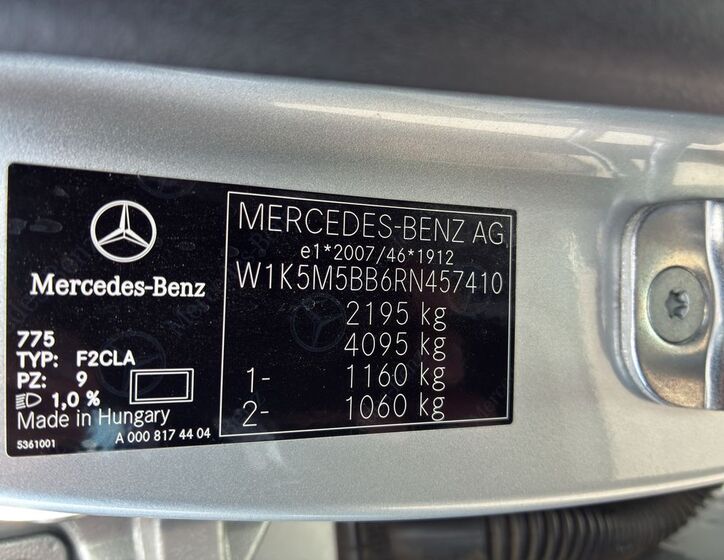 Mercedes-Benz
775
TYP: F2CLA
PZ: 9
1,0 %
Made in Hungary
5361001
A 000 817 44 04
MERCEDES-BENZ AG
e1*2007/46*1912
W1K5M5BB6RN457410
2195 kg
4095 kg
1- 1160 kg
2- 1060 kg